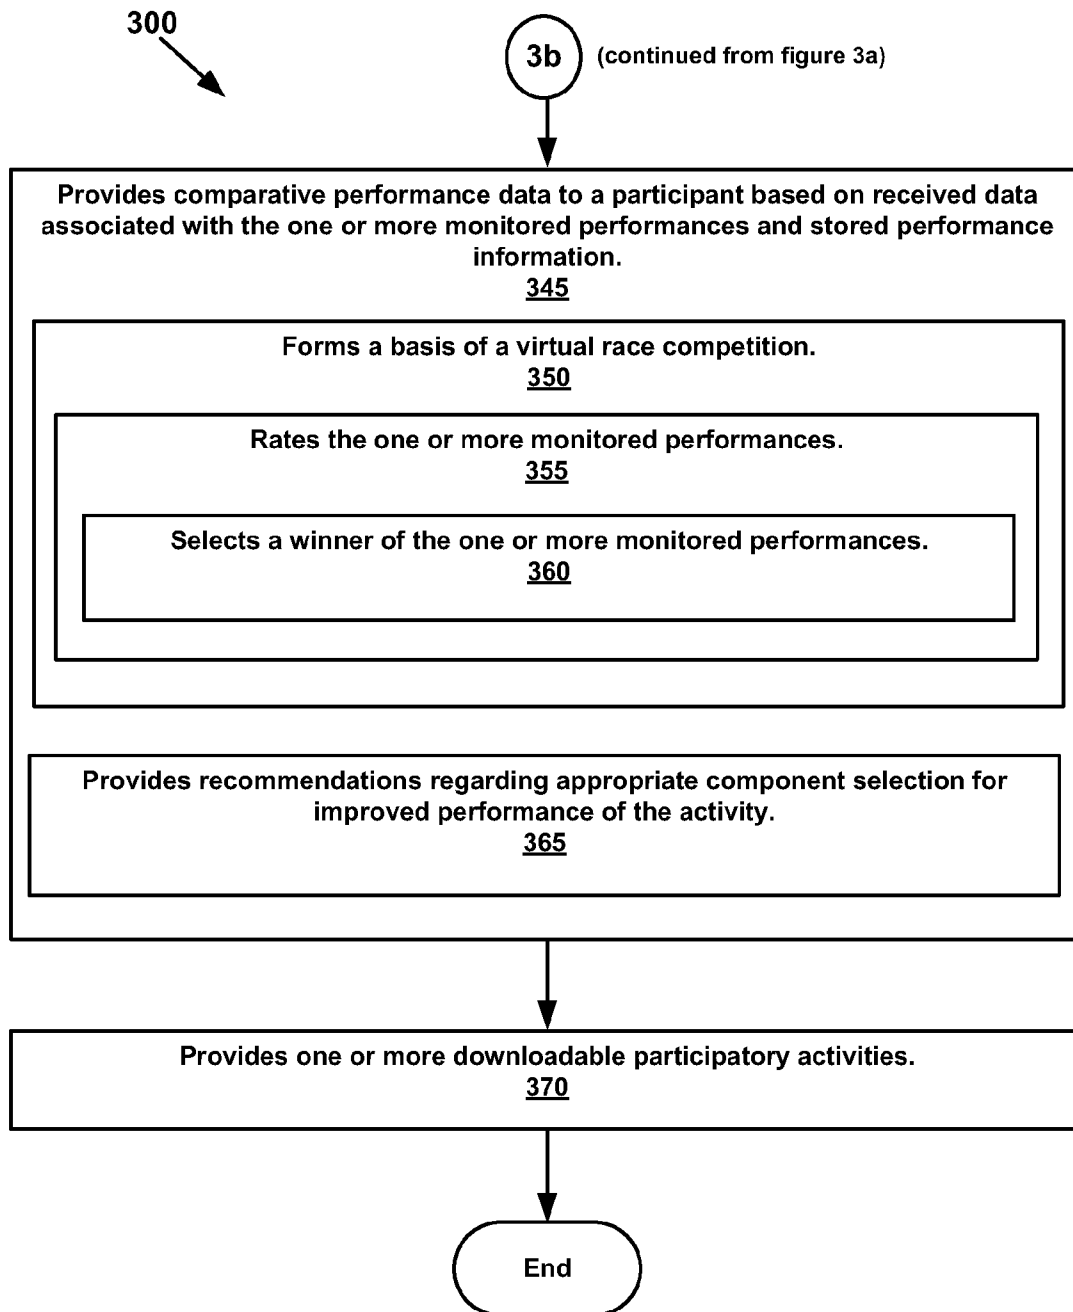 300
3b
(continued from figure 3a)
Provides comparative performance data to a participant based on received data
associated with the one or more monitored performances and stored performance
information.
345
Forms a basis of a virtual race competition.
350
Rates the one or more monitored performances.
355
Selects a winner of the one or more monitored performances.
360
Provides recommendations regarding appropriate component selection for
improved performance of the activity.
365
Provides one or more downloadable participatory activities.
370
End